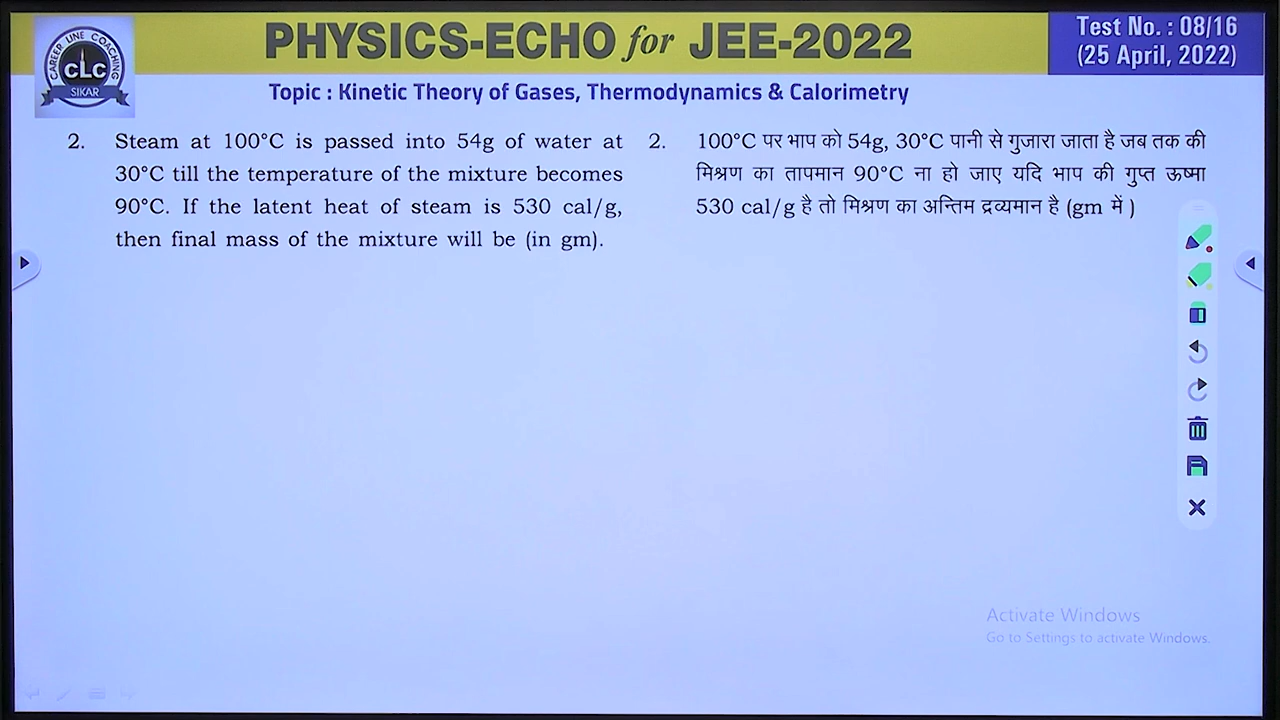 PHYSICS-ECHO for JEE-2022
Test No. : 08/16
(25 April, 2022)
CAREER LINE COACHING
CLC
SIKAR
Topic : Kinetic Theory of Gases, Thermodynamics & Calorimetry
2. Steam at 100°C is passed into 54g of water at
30°C till the temperature of the mixture becomes
90°C. If the latent heat of steam is 530 cal/g,
then final mass of the mixture will be (in gm).
2. 100°C पर भाप को 54g, 30°C पानी से गुजारा जाता है जब तक की
मिश्रण का तापमान 90°C ना हो जाए यदि भाप की गुप्त ऊष्मा
530 cal/g है तो मिश्रण का अन्तिम द्रव्यमान है (gm में )
Activate Windows
Go to Settings to activate Windows.